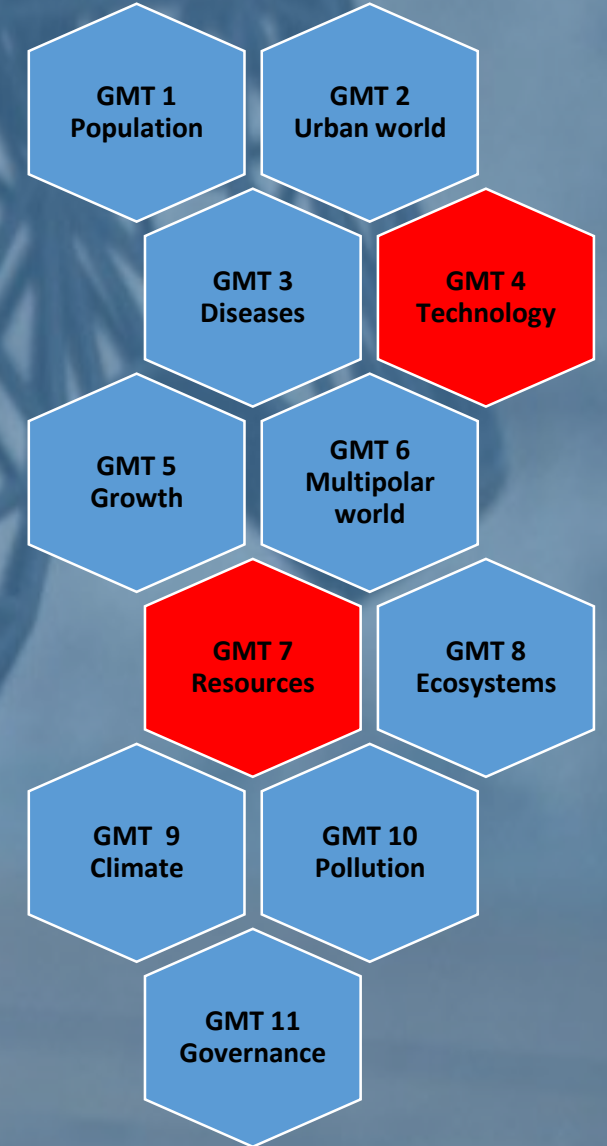 GMT 1
Population
GMT 2
Urban world
GMT 3
Diseases
GMT 4
Technology
GMT 5
Growth
GMT 6
Multipolar
world
GMT 7
Resources
GMT 8
Ecosystems
GMT 9
Climate
GMT 10
Pollution
GMT 11
Governance